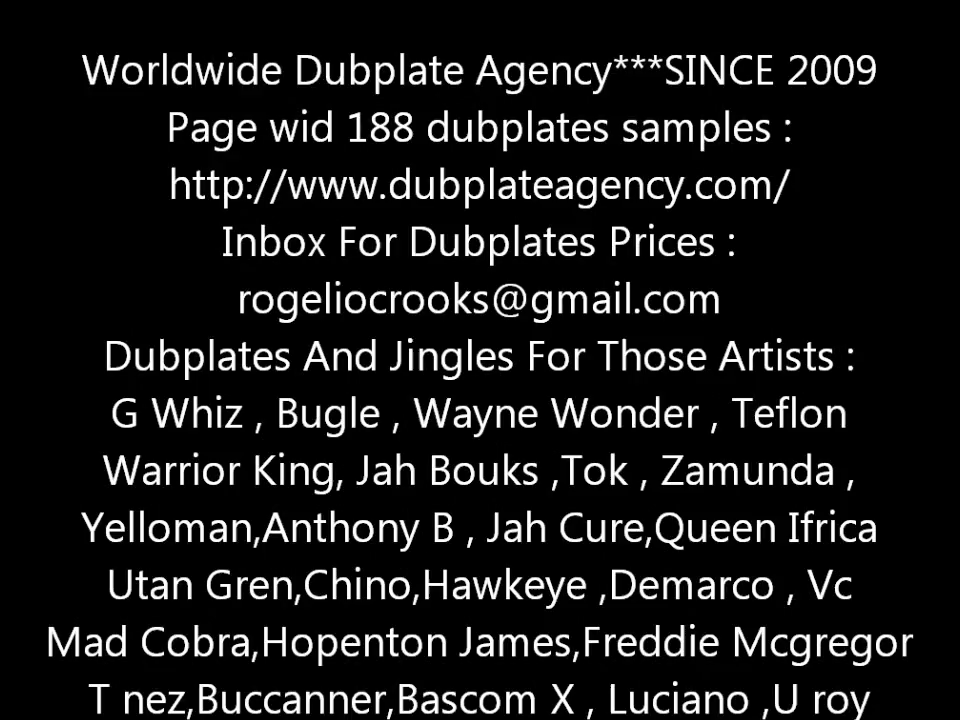 Worldwide Dubplate Agency***SINCE 2009
Page wid 188 dubplates samples :
http://www.dubplateagency.com/
Inbox For Dubplates Prices :
rogeliocrooks@gmail.com
Dubplates And Jingles For Those Artists :
G Whiz , Bugle , Wayne Wonder , Teflon
Warrior King, Jah Bouks ,Tok , Zamunda ,
Yelloman,Anthony B , Jah Cure,Queen Ifrica
Utan Gren,Chino,Hawkeye ,Demarco , Vc
Mad Cobra,Hopenton James,Freddie Mcgregor
T nez,Buccanner,Bascom X , Luciano ,U roy